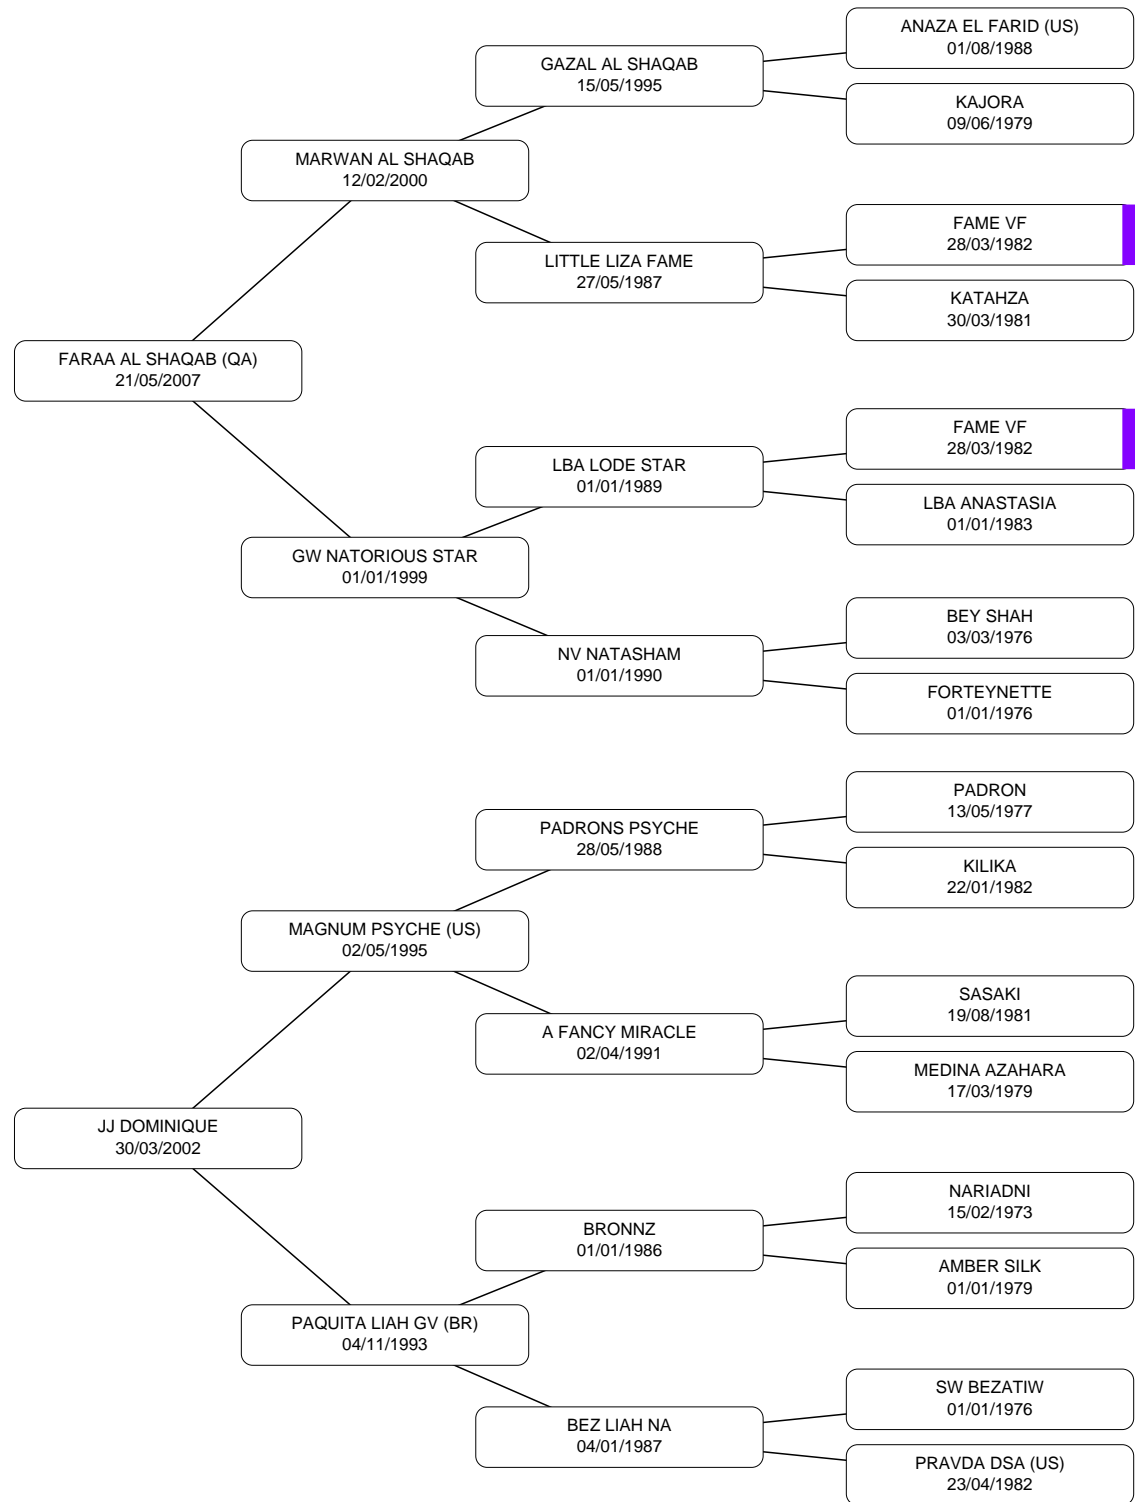 ANAZA EL FARID (US)
01/08/1988
GAZAL AL SHAQAB
15/05/1995
KAJORA
09/06/1979
MARWAN AL SHAQAB
12/02/2000
FAME VF
28/03/1982
LITTLE LIZA FAME
27/05/1987
KATAHZA
30/03/1981
FARAA AL SHAQAB (QA)
21/05/2007
FAME VF
28/03/1982
LBA LODE STAR
01/01/1989
LBA ANASTASIA
01/01/1983
GW NATORIOUS STAR
01/01/1999
BEY SHAH
03/03/1976
NV NATASHAM
01/01/1990
FORTEYNETTE
01/01/1976
PADRON
13/05/1977
PADRONS PSYCHE
28/05/1988
KILIKA
22/01/1982
MAGNUM PSYCHE (US)
02/05/1995
SASAKI
19/08/1981
A FANCY MIRACLE
02/04/1991
MEDINA AZAHARA
17/03/1979
JJ DOMINIQUE
30/03/2002
NARIADNI
15/02/1973
BRONNZ
01/01/1986
AMBER SILK
01/01/1979
PAQUITA LIAH GV (BR)
04/11/1993
SW BEZATIW
01/01/1976
BEZ LIAH NA
04/01/1987
PRAVDA DSA (US)
23/04/1982